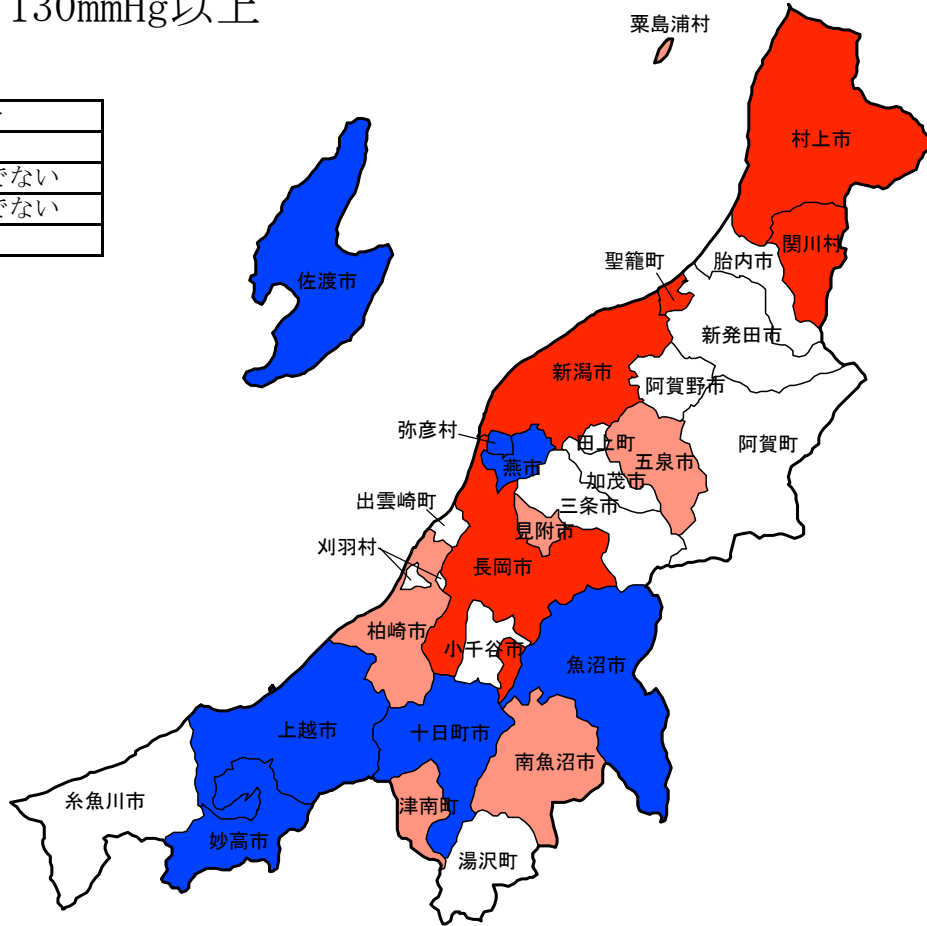 130mmHg以上
でない
でない
粟島浦村
村上市
関川村
胎内市
聖籠町
佐渡市
新発田市
新潟市
阿賀野市
阿賀町
弥彦村
田上町
五泉市
燕市
加茂市
三条市
出雲崎町
見附市
刈羽村
長岡市
柏崎市
小千谷市
魚沼市
上越市
十日町市
南魚沼市
糸魚川市
津南町
妙高市
湯沢町